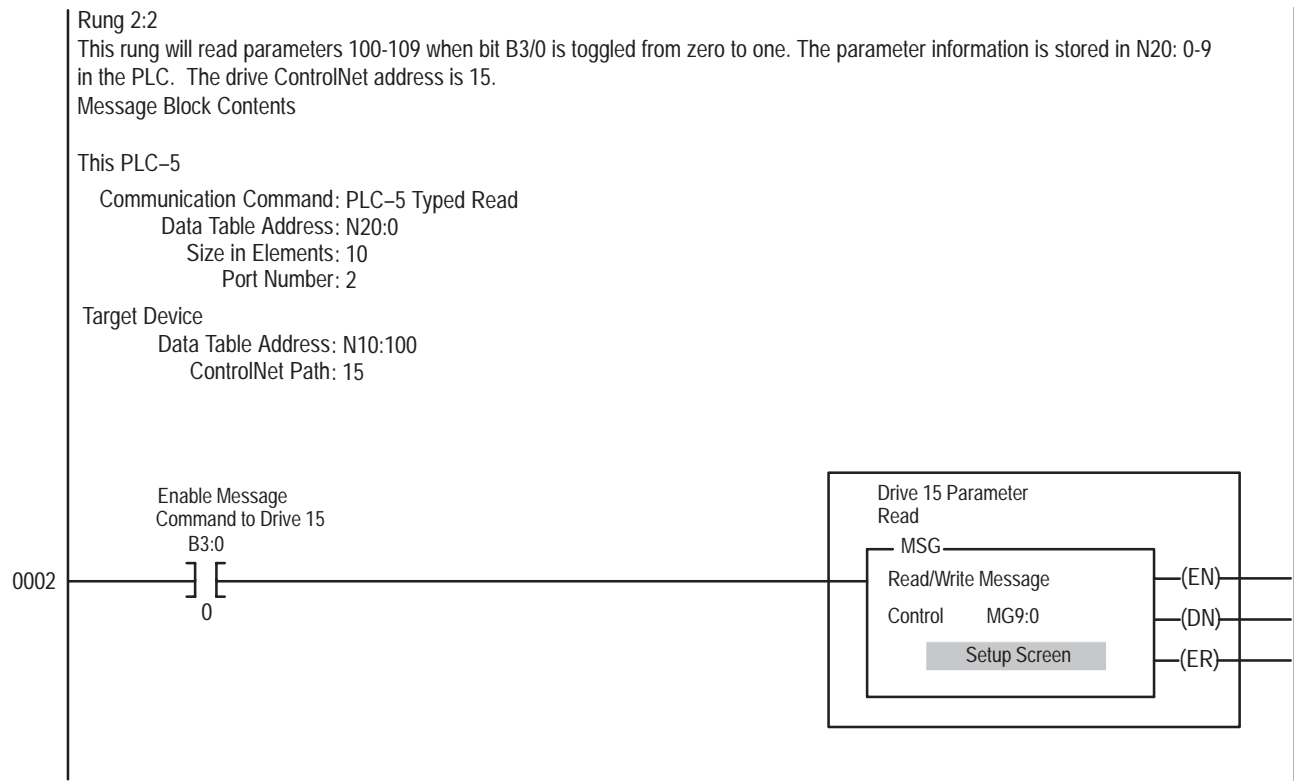 Rung 2:2
This rung will read parameters 100-109 when bit B3/0 is toggled from zero to one. The parameter information is stored in N20: 0-9
in the PLC. The drive ControlNet address is 15.
Message Block Contents
This PLC–5
Communication Command: PLC–5 Typed Read
Data Table Address: N20:0
Size in Elements: 10
Port Number: 2
Target Device
Data Table Address: N10:100
ControlNet Path: 15
Enable Message
Command to Drive 15
B3:0
0002
0
Drive 15 Parameter
Read
MSG
Read/Write Message
Control MG9:0
Setup Screen
(EN)
(DN)
(ER)